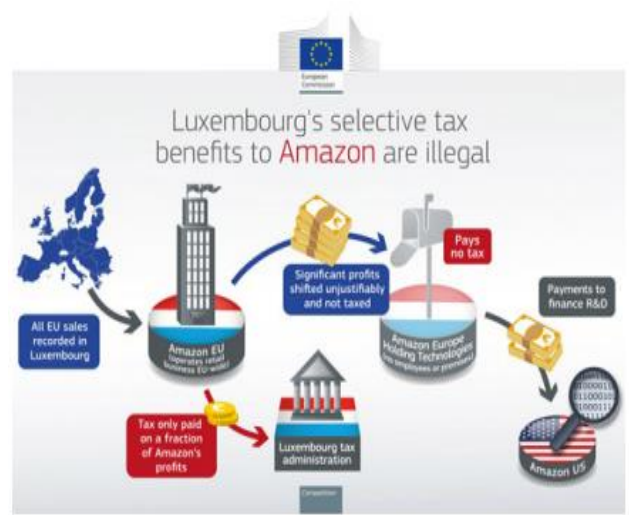 European
Commission
Luxembourg's selective tax
benefits to Amazon are illegal
Pays
no tax
Significant profits
shifted unjustifiably
and not taxed
Payments to
finance R&D
All EU sales
recorded in
Luxembourg
Amazon EU
(operates retail
business EU-wide)
Amazon Europe
Holding Technologies
(no employees or premises)
Tax only paid
on a fraction
of Amazon's
profits
Luxembourg tax
administration
Amazon US
Competition